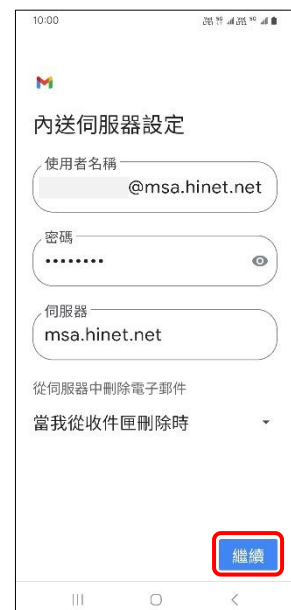 10:00
內送伺服器設定
使用者名稱
@msa.hinet.net
密碼
••••••••
伺服器
msa.hinet.net
從伺服器中刪除電子郵件
當我從收件匣刪除時
繼續